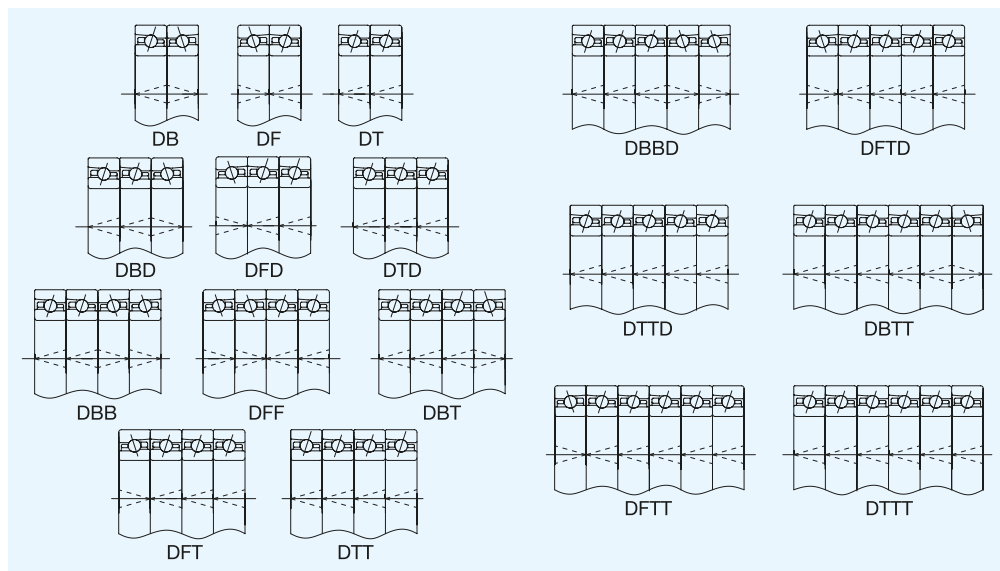 DB DF DT
DBD DFD DTD
DBB DFF DBT
DFT DTT
DBBD DFTD
DTTD DBTT
DFTT DTTT